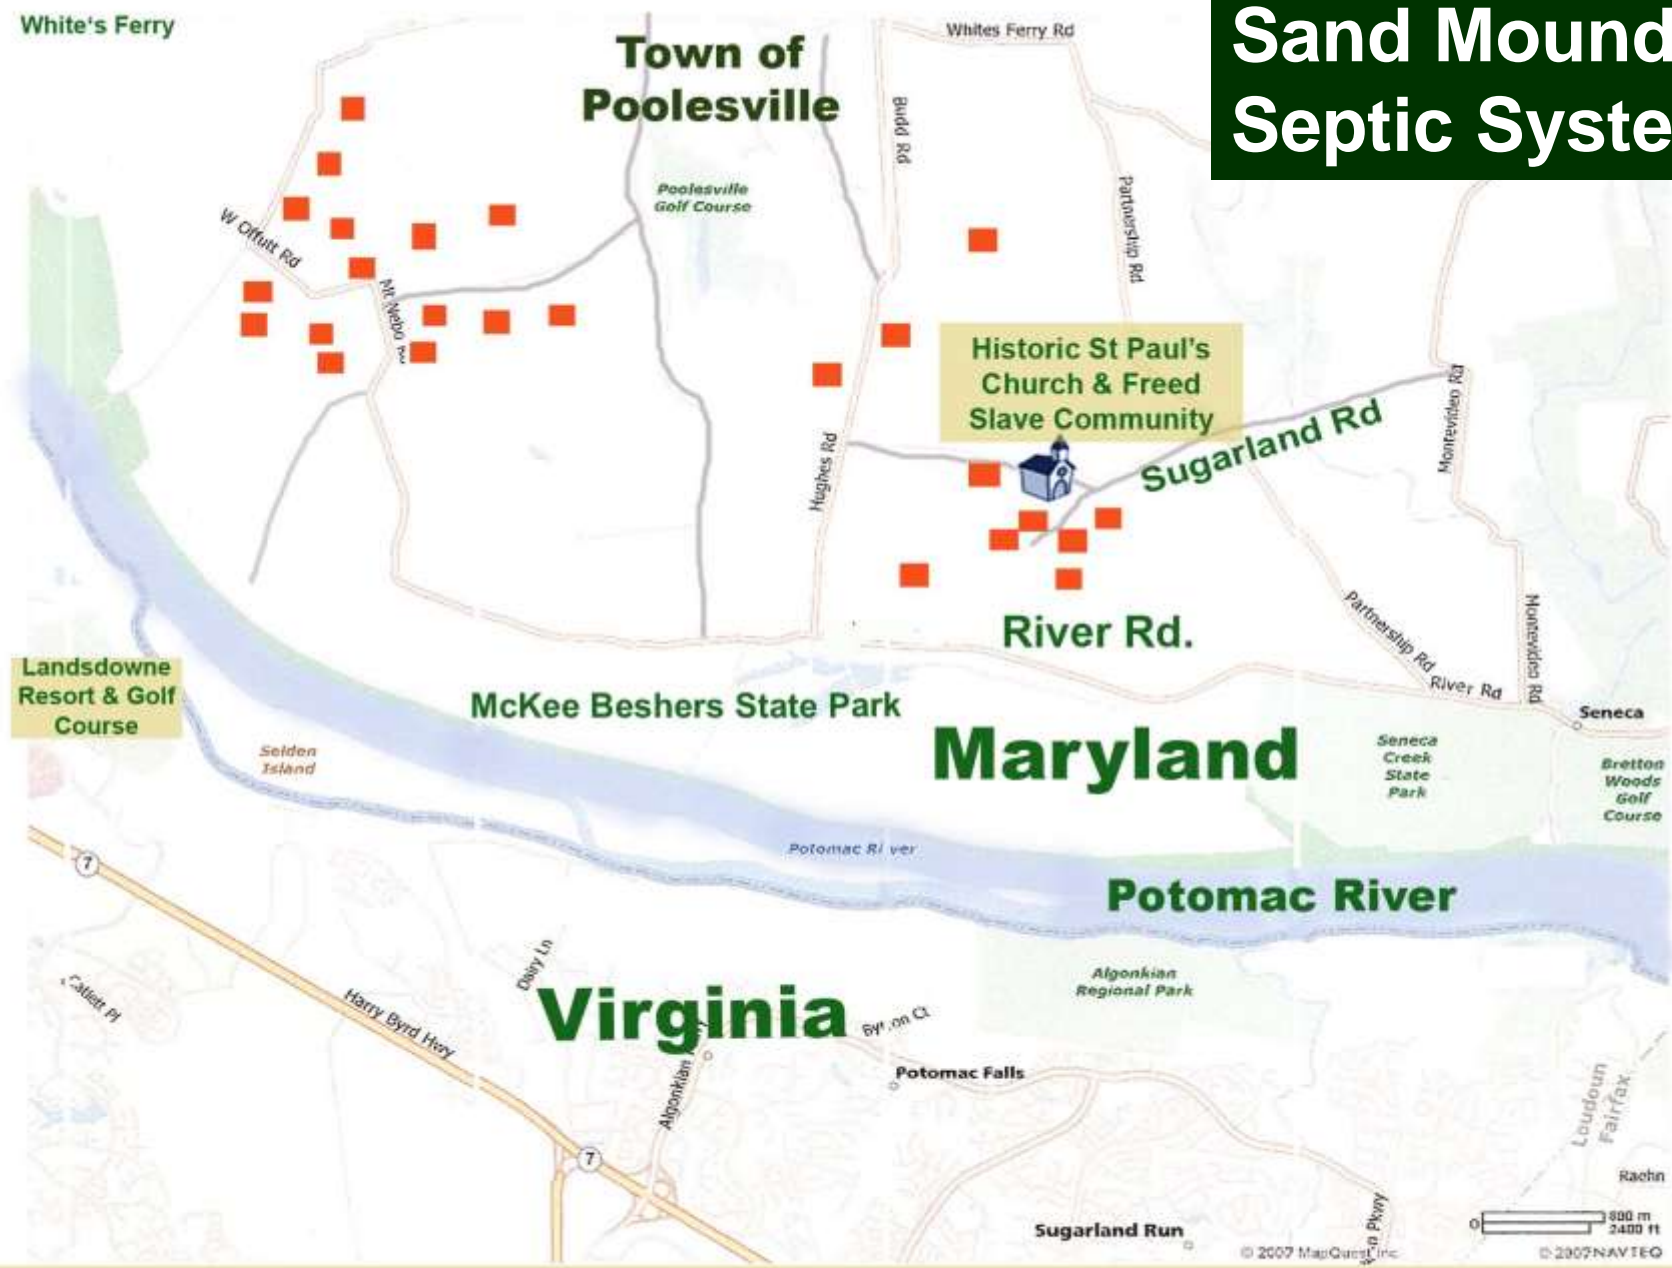 White's Ferry
Town of
Poolesville
Whites Ferry Rd
Sand Mound
Septic Syste
Budd Rd
Partnership Rd
Poolesville
Golf Course
W Offutt Rd
Mt Nebo
Historic St Paul's
Church & Freed
Slave Community
Sugarland Rd
Hughes Rd
Montevideo Rd
River Rd.
Partnership Rd
River Rd
Montevideo Rd
Seneca
Landsdowne
Resort & Golf
Course
McKee Beshers State Park
Maryland
Selden
Island
Seneca
Creek
State
Park
Bretton
Woods
Golf
Course
7
Potomac River
Potomac River
Dairy Ln
Virginia
Algonkian
Regional Park
Catlett Pl
Harry Byrd Hwy
Algonkian
Potomac Falls
Loudoun
Fairfax
7
Raehn
Sugarland Run
Pkwy
0
800 m
2400 ft
© 2007 MapQuest Inc
© 2007 NAVTEQ